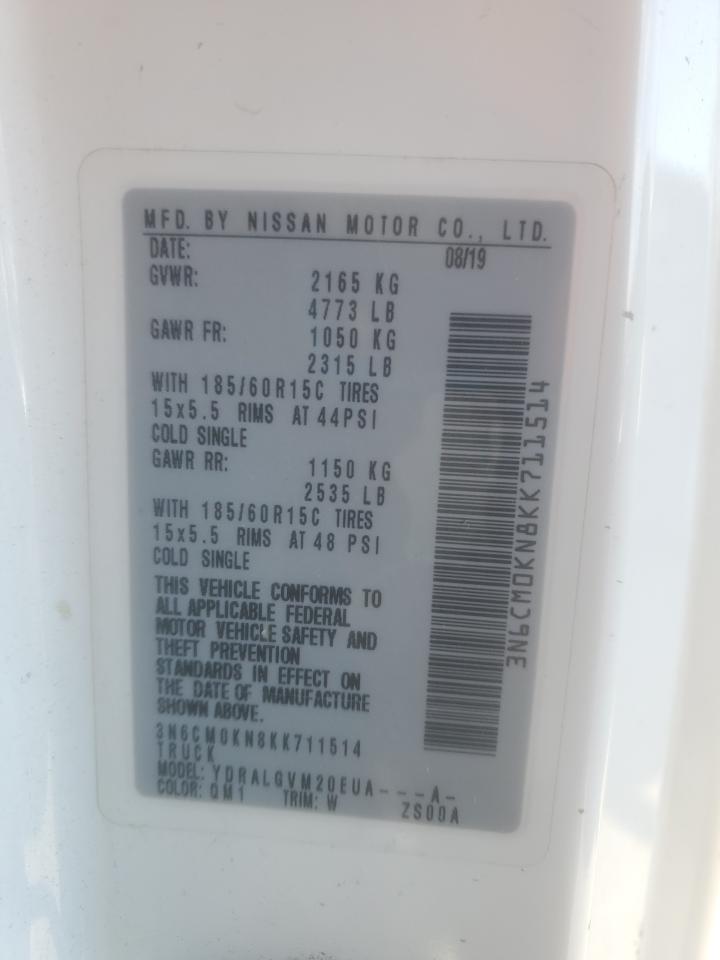 MFD. BY NISSAN MOTOR CO., LTD.
DATE: 08/19
GVWR: 2165 KG
4773 LB
GAWR FR: 1050 KG
2315 LB
WITH 185/60R15C TIRES
15x5.5 RIMS AT 44PSI
COLD SINGLE
GAWR RR: 1150 KG
2535 LB
WITH 185/60R15C TIRES
15x5.5 RIMS AT 48 PSI
COLD SINGLE
THIS VEHICLE CONFORMS TO
ALL APPLICABLE FEDERAL
MOTOR VEHICLE SAFETY AND
THEFT PREVENTION
STANDARDS IN EFFECT ON
THE DATE OF MANUFACTURE
SHOWN ABOVE.
3N6CM0KN8KK711514
TRUCK
MODEL: YDRALGVM20EUA---A-
COLOR: QM1 TRIM: W ZS00A
3N6CM0KN8KK711514